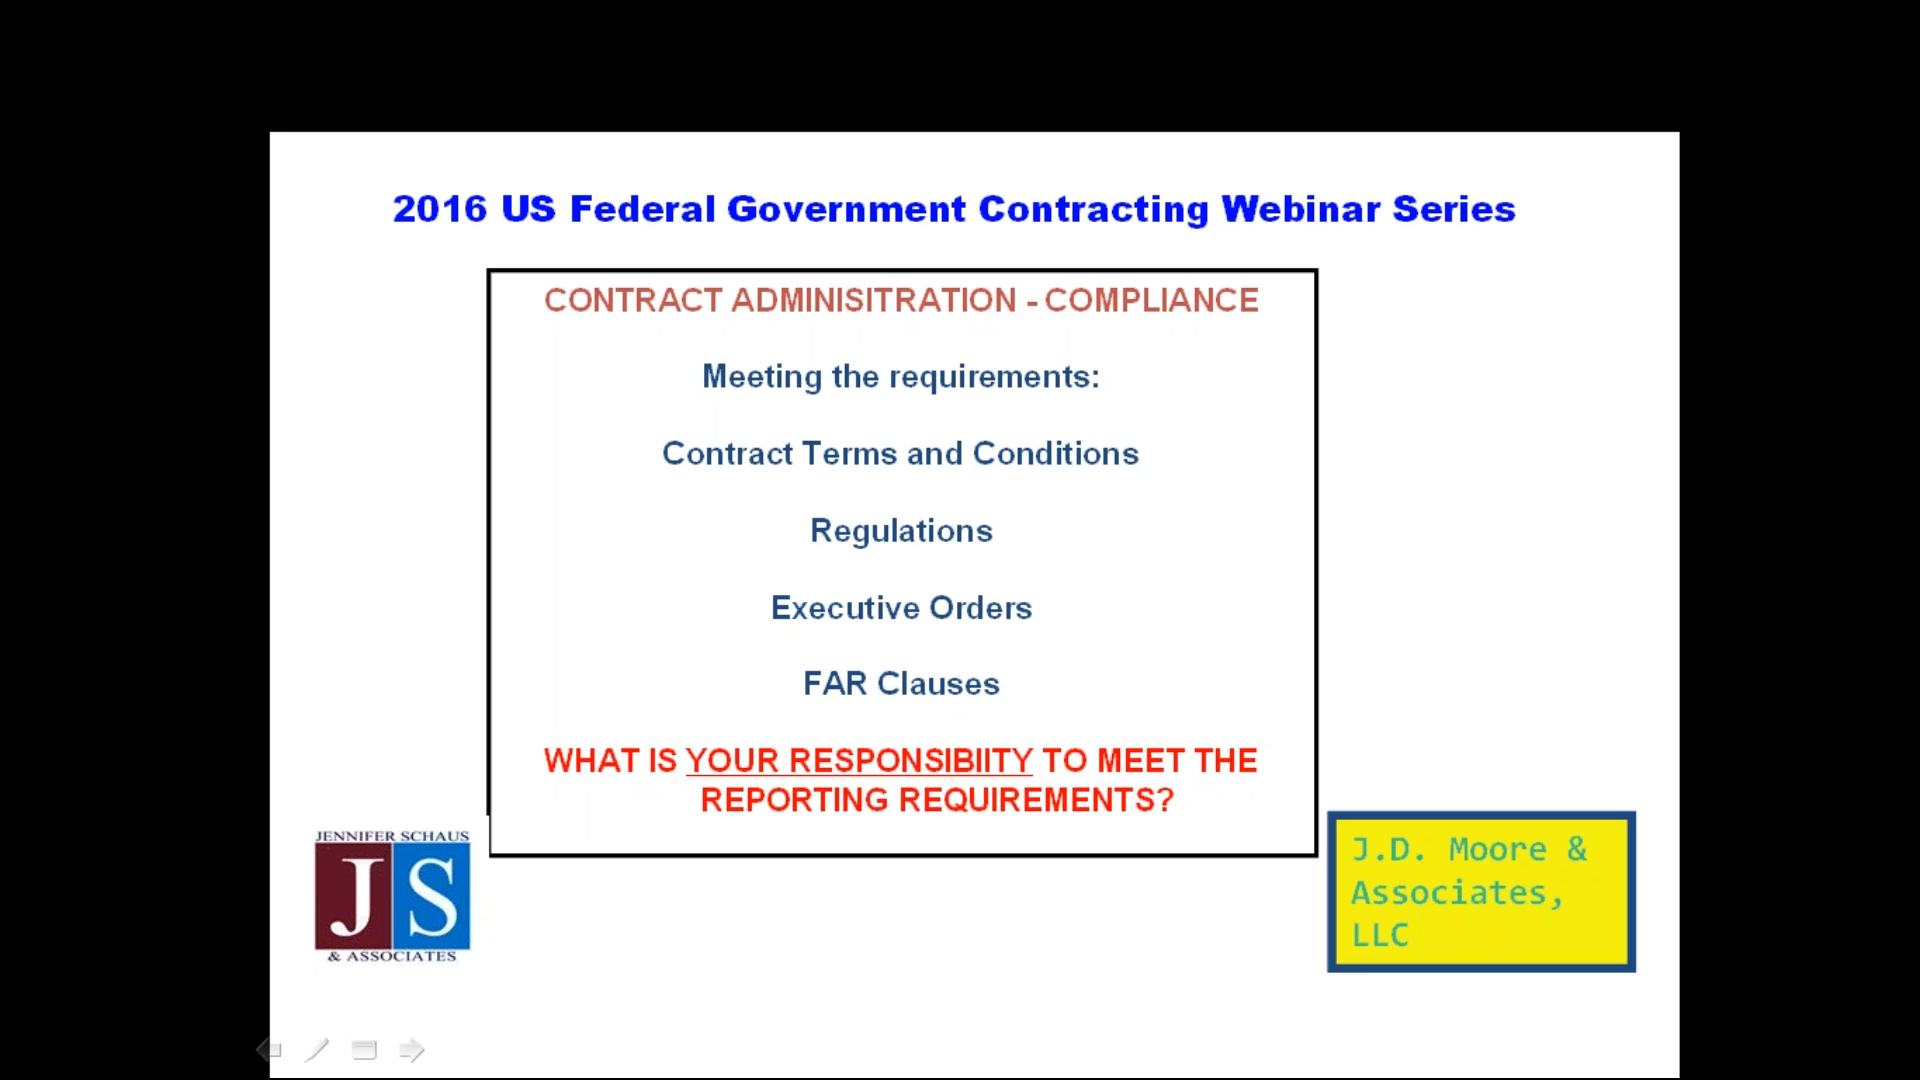 2016 US Federal Government Contracting Webinar Series
CONTRACT ADMINISITRATION - COMPLIANCE
Meeting the requirements:
Contract Terms and Conditions
Regulations
Executive Orders
FAR Clauses
WHAT IS YOUR RESPONSIBIITY TO MEET THE
REPORTING REQUIREMENTS?
JENNIFER SCHAUS
JS
& ASSOCIATES
J.D. Moore &
Associates,
LLC